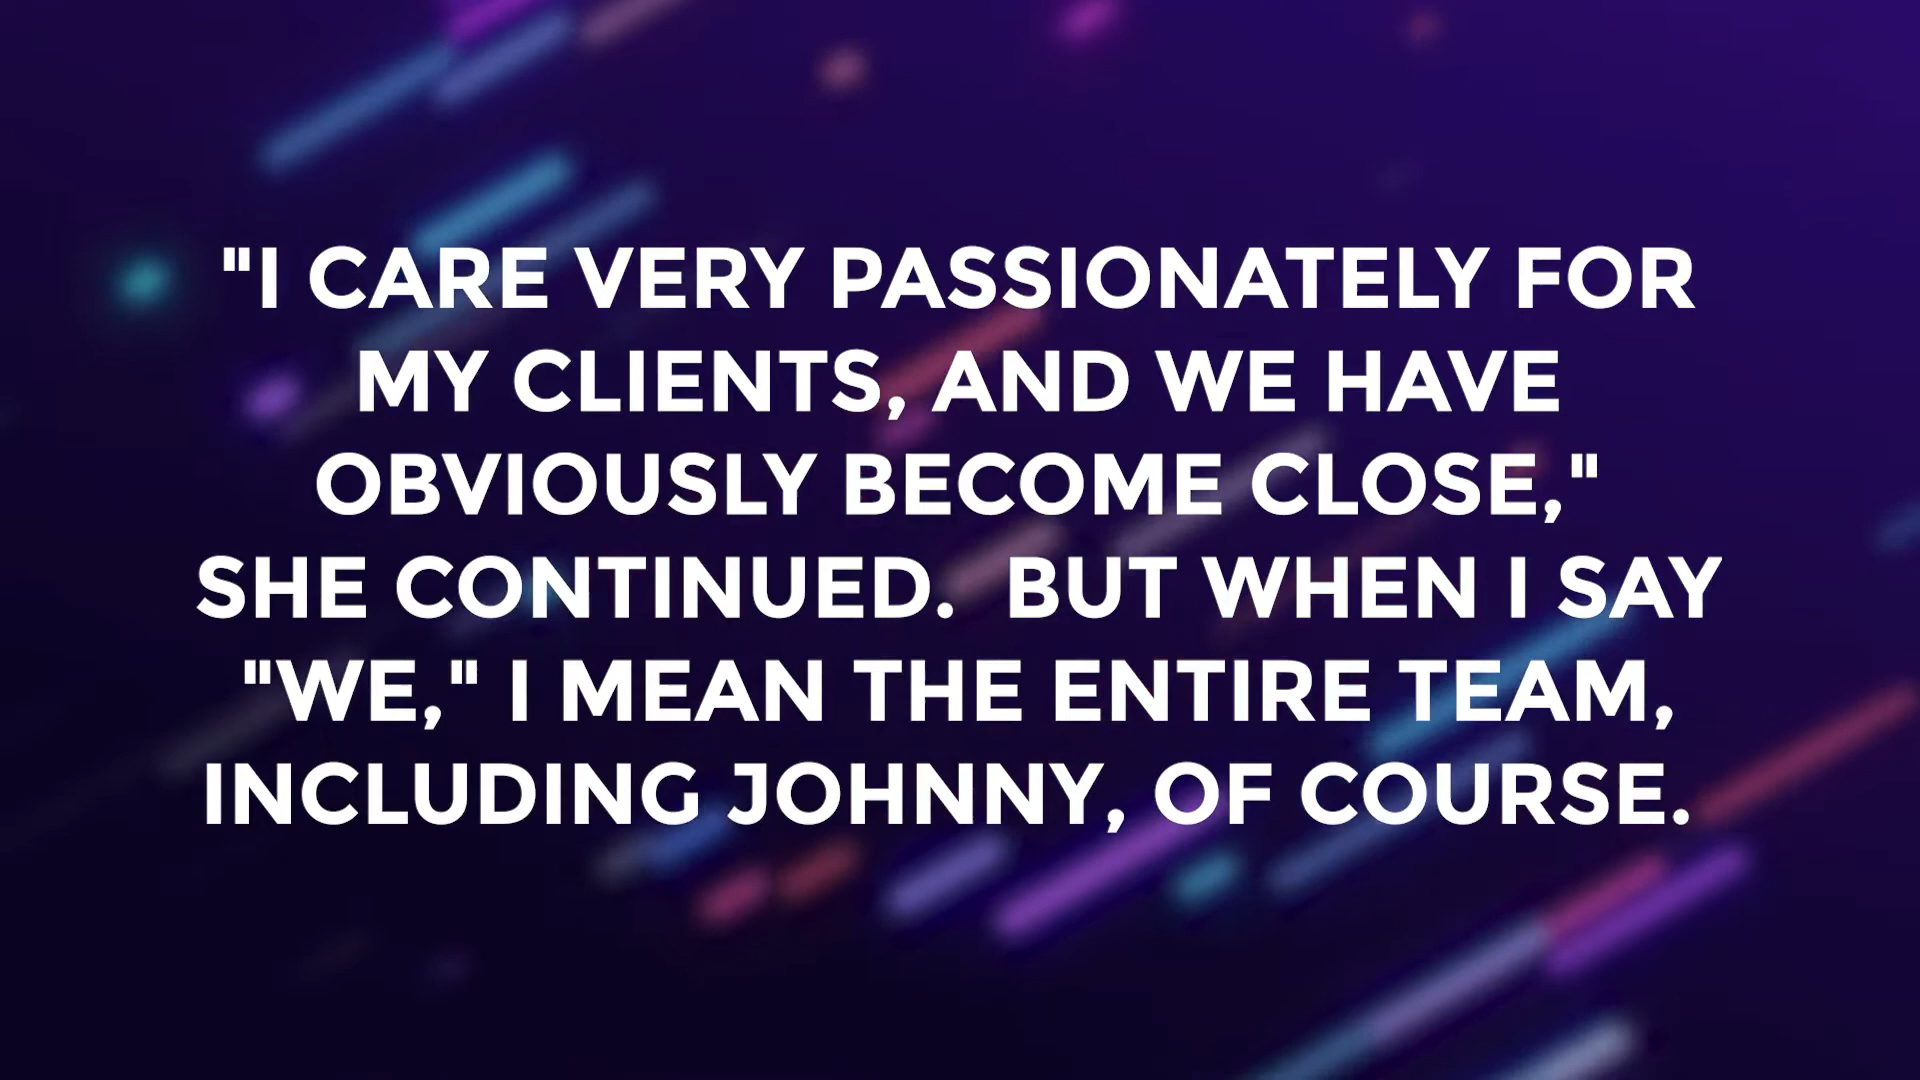 "I CARE VERY PASSIONATELY FOR
MY CLIENTS, AND WE HAVE
OBVIOUSLY BECOME CLOSE,"
SHE CONTINUED.  BUT WHEN I SAY
"WE," I MEAN THE ENTIRE TEAM,
INCLUDING JOHNNY, OF COURSE.